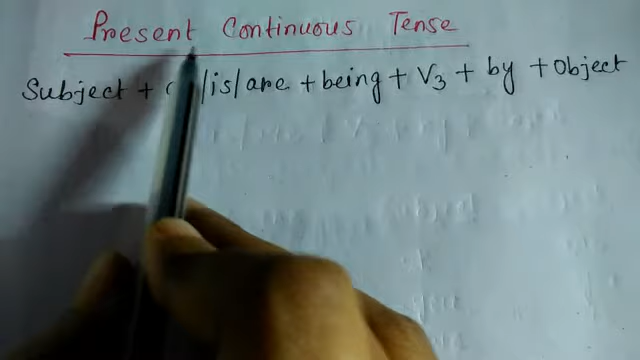 Present Continuous Tense
Subject + /is/are + being + V3 + by + Object